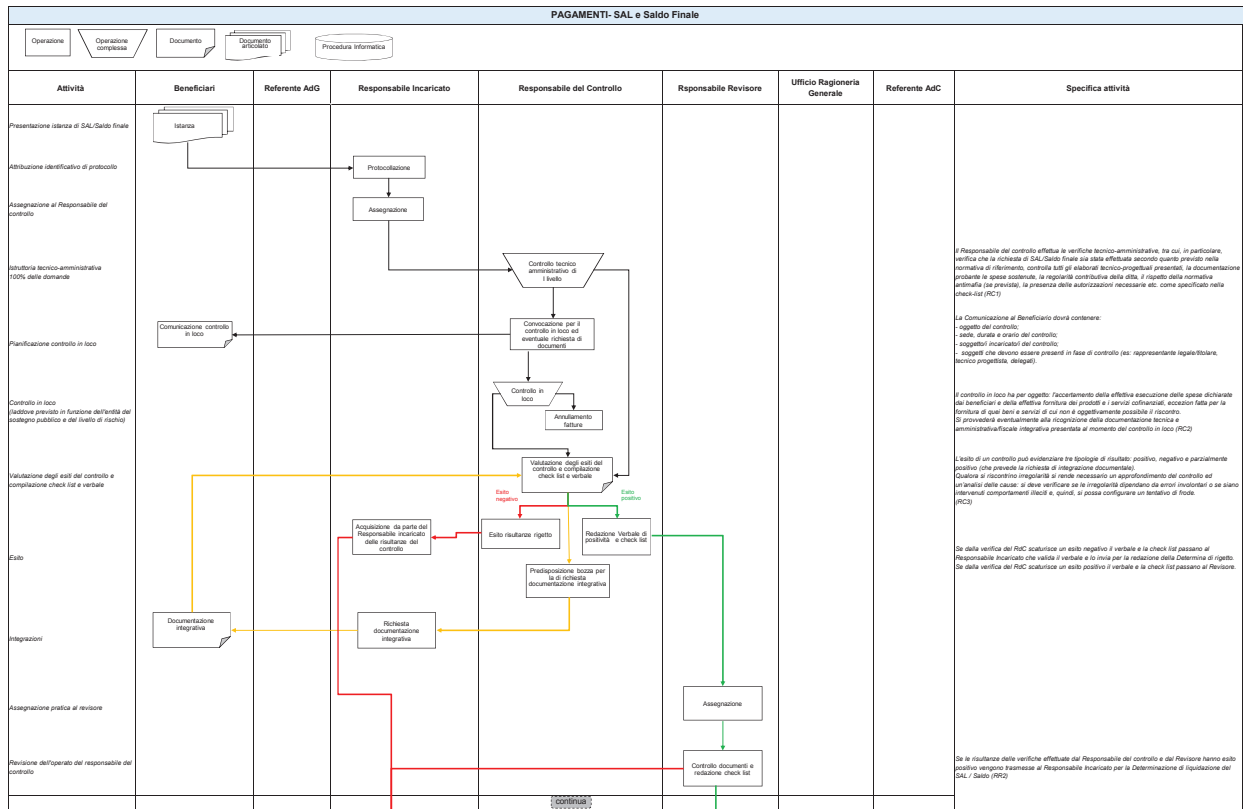 PAGAMENTI- SAL e Saldo Finale
Operazione
Operazione
complessa
Documento
Documento
articolato
Procedura Informatica
Attività
Beneficiari
Referente AdG
Responsabile Incaricato
Responsabile del Controllo
Rsponsabile Revisore
Ufficio Ragioneria
Generale
Referente AdC
Specifica attività
Presentazione istanza di SAL/Saldo finale
Istanza
Attribuzione identificativo di protocollo
Protocollazione
Assegnazione al Responsabile del
controllo
Assegnazione
Istruttoria tecnico-amministrativa
100% delle domande
Controllo tecnico
amministrativo di
I livello
Il Responsabile del controllo effettua le verifiche tecnico-amministrative, tra cui, in particolare,
verifica che la richiesta di SAL/Saldo finale sia stata effettuata secondo quanto previsto nella
normativa di riferimento, controlla tutti gli elaborati tecnico-progettuali presentati, la documentazione
probante le spese sostenute, la regolarità contributiva della ditta, il rispetto della normativa
antimafia (se prevista), la presenza delle autorizzazioni necessarie etc. come specificato nella
check-list (RC1)
Pianificazione controllo in loco
Comunicazione controllo
in loco
Convocazione per il
controllo in loco ed
eventuale richiesta di
documenti
La Comunicazione al Beneficiario dovrà contenere:
- oggetto del controllo;
- sede, durata e orario del controllo;
- soggetto/i incaricato/i del controllo;
- soggetti che devono essere presenti in fase di controllo (es: rappresentante legale/titolare,
tecnico progettista, delegati).
Controllo in loco
(laddove previsto in funzione dell'entità del
sostegno pubblico e del livello di rischio)
Controllo in
loco
Annullamento
fatture
Il controllo in loco ha per oggetto: l'accertamento della effettiva esecuzione delle spese dichiarate
dai beneficiari e della effettiva fornitura dei prodotti e i servizi cofinanziati, eccezion fatta per la
fornitura di quei beni e servizi di cui non è oggettivamente possibile il riscontro.
Si provvederà eventualmente alla ricognizione della documentazione tecnica e
amministrativa/fiscale integrativa presentata al momento del controllo in loco (RC2)
Valutazione degli esiti del controllo e
compilazione check list e verbale
Valutazione degli esiti del
controllo e compilazione
check list e verbale
L'esito di un controllo può evidenziare tre tipologie di risultato: positivo, negativo e parzialmente
positivo (che prevede la richiesta di integrazione documentale).
Qualora si riscontrino irregolarità si rende necessario un approfondimento del controllo ed
un'analisi delle cause: si deve verificare se le irregolarità dipendano da errori involontari o se siano
intervenuti comportamenti illeciti e, quindi, si possa configurare un tentativo di frode.
(RC3)
Esito
negativo
Esito
positivo
Esito
Acquisizione da parte del
Responsabile incaricato
delle risultanze del
controllo
Esito risultanze rigetto
Redazione Verbale di
positività e check list
Se dalla verifica del RdC scaturisce un esito negativo il verbale e la check list passano al
Responsabile Incaricato che valida il verbale e lo invia per la redazione della Determina di rigetto.
Se dalla verifica del RdC scaturisce un esito positivo il verbale e la check list passano al Revisore.
Predisposizione bozza per
la di richiesta
documentazione integrativa
Integrazioni
Documentazione
integrativa
Richiesta
documentazione
integrativa
Assegnazione pratica al revisore
Assegnazione
Revisione dell'operato del responsabile del
controllo
Controllo documenti e
redazione check list
Se le risultanze delle verifiche effettuate dal Responsabile del controllo e dal Revisore hanno esito
positivo vengono trasmesse al Responsabile Incaricato per la Determinazione di liquidazione del
SAL / Saldo (RR2)
continua